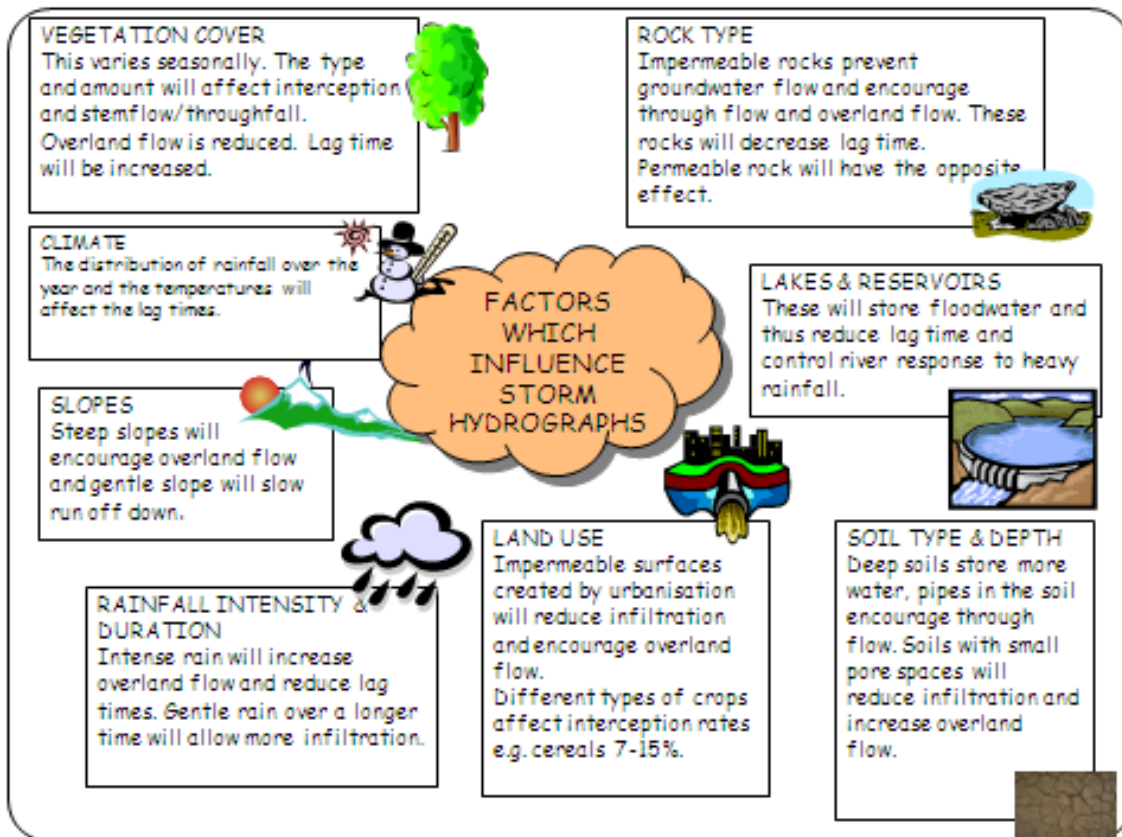 VEGETATION COVER
This varies seasonally. The type
and amount will affect interception
and stemflow/throughfall.
Overland flow is reduced. Lag time
will be increased.
ROCK TYPE
Impermeable rocks prevent
groundwater flow and encourage
through flow and overland flow. These
rocks will decrease lag time.
Permeable rock will have the opposite
effect.
CLIMATE
The distribution of rainfall over the
year and the temperatures will
affect the lag times.
FACTORS
WHICH
INFLUENCE
STORM
HYDROGRAPHS
LAKES & RESERVOIRS
These will store floodwater and
thus reduce lag time and
control river response to heavy
rainfall.
SLOPES
Steep slopes will
encourage overland flow
and gentle slope will slow
run off down.
RAINFALL INTENSITY &
DURATION
Intense rain will increase
overland flow and reduce lag
times. Gentle rain over a longer
time will allow more infiltration.
LAND USE
Impermeable surfaces
created by urbanisation
will reduce infiltration
and encourage overland
flow.
Different types of crops
affect interception rates
e.g. cereals 7-15%.
SOIL TYPE & DEPTH
Deep soils store more
water, pipes in the soil
encourage through
flow. Soils with small
pore spaces will
reduce infiltration and
increase overland
flow.